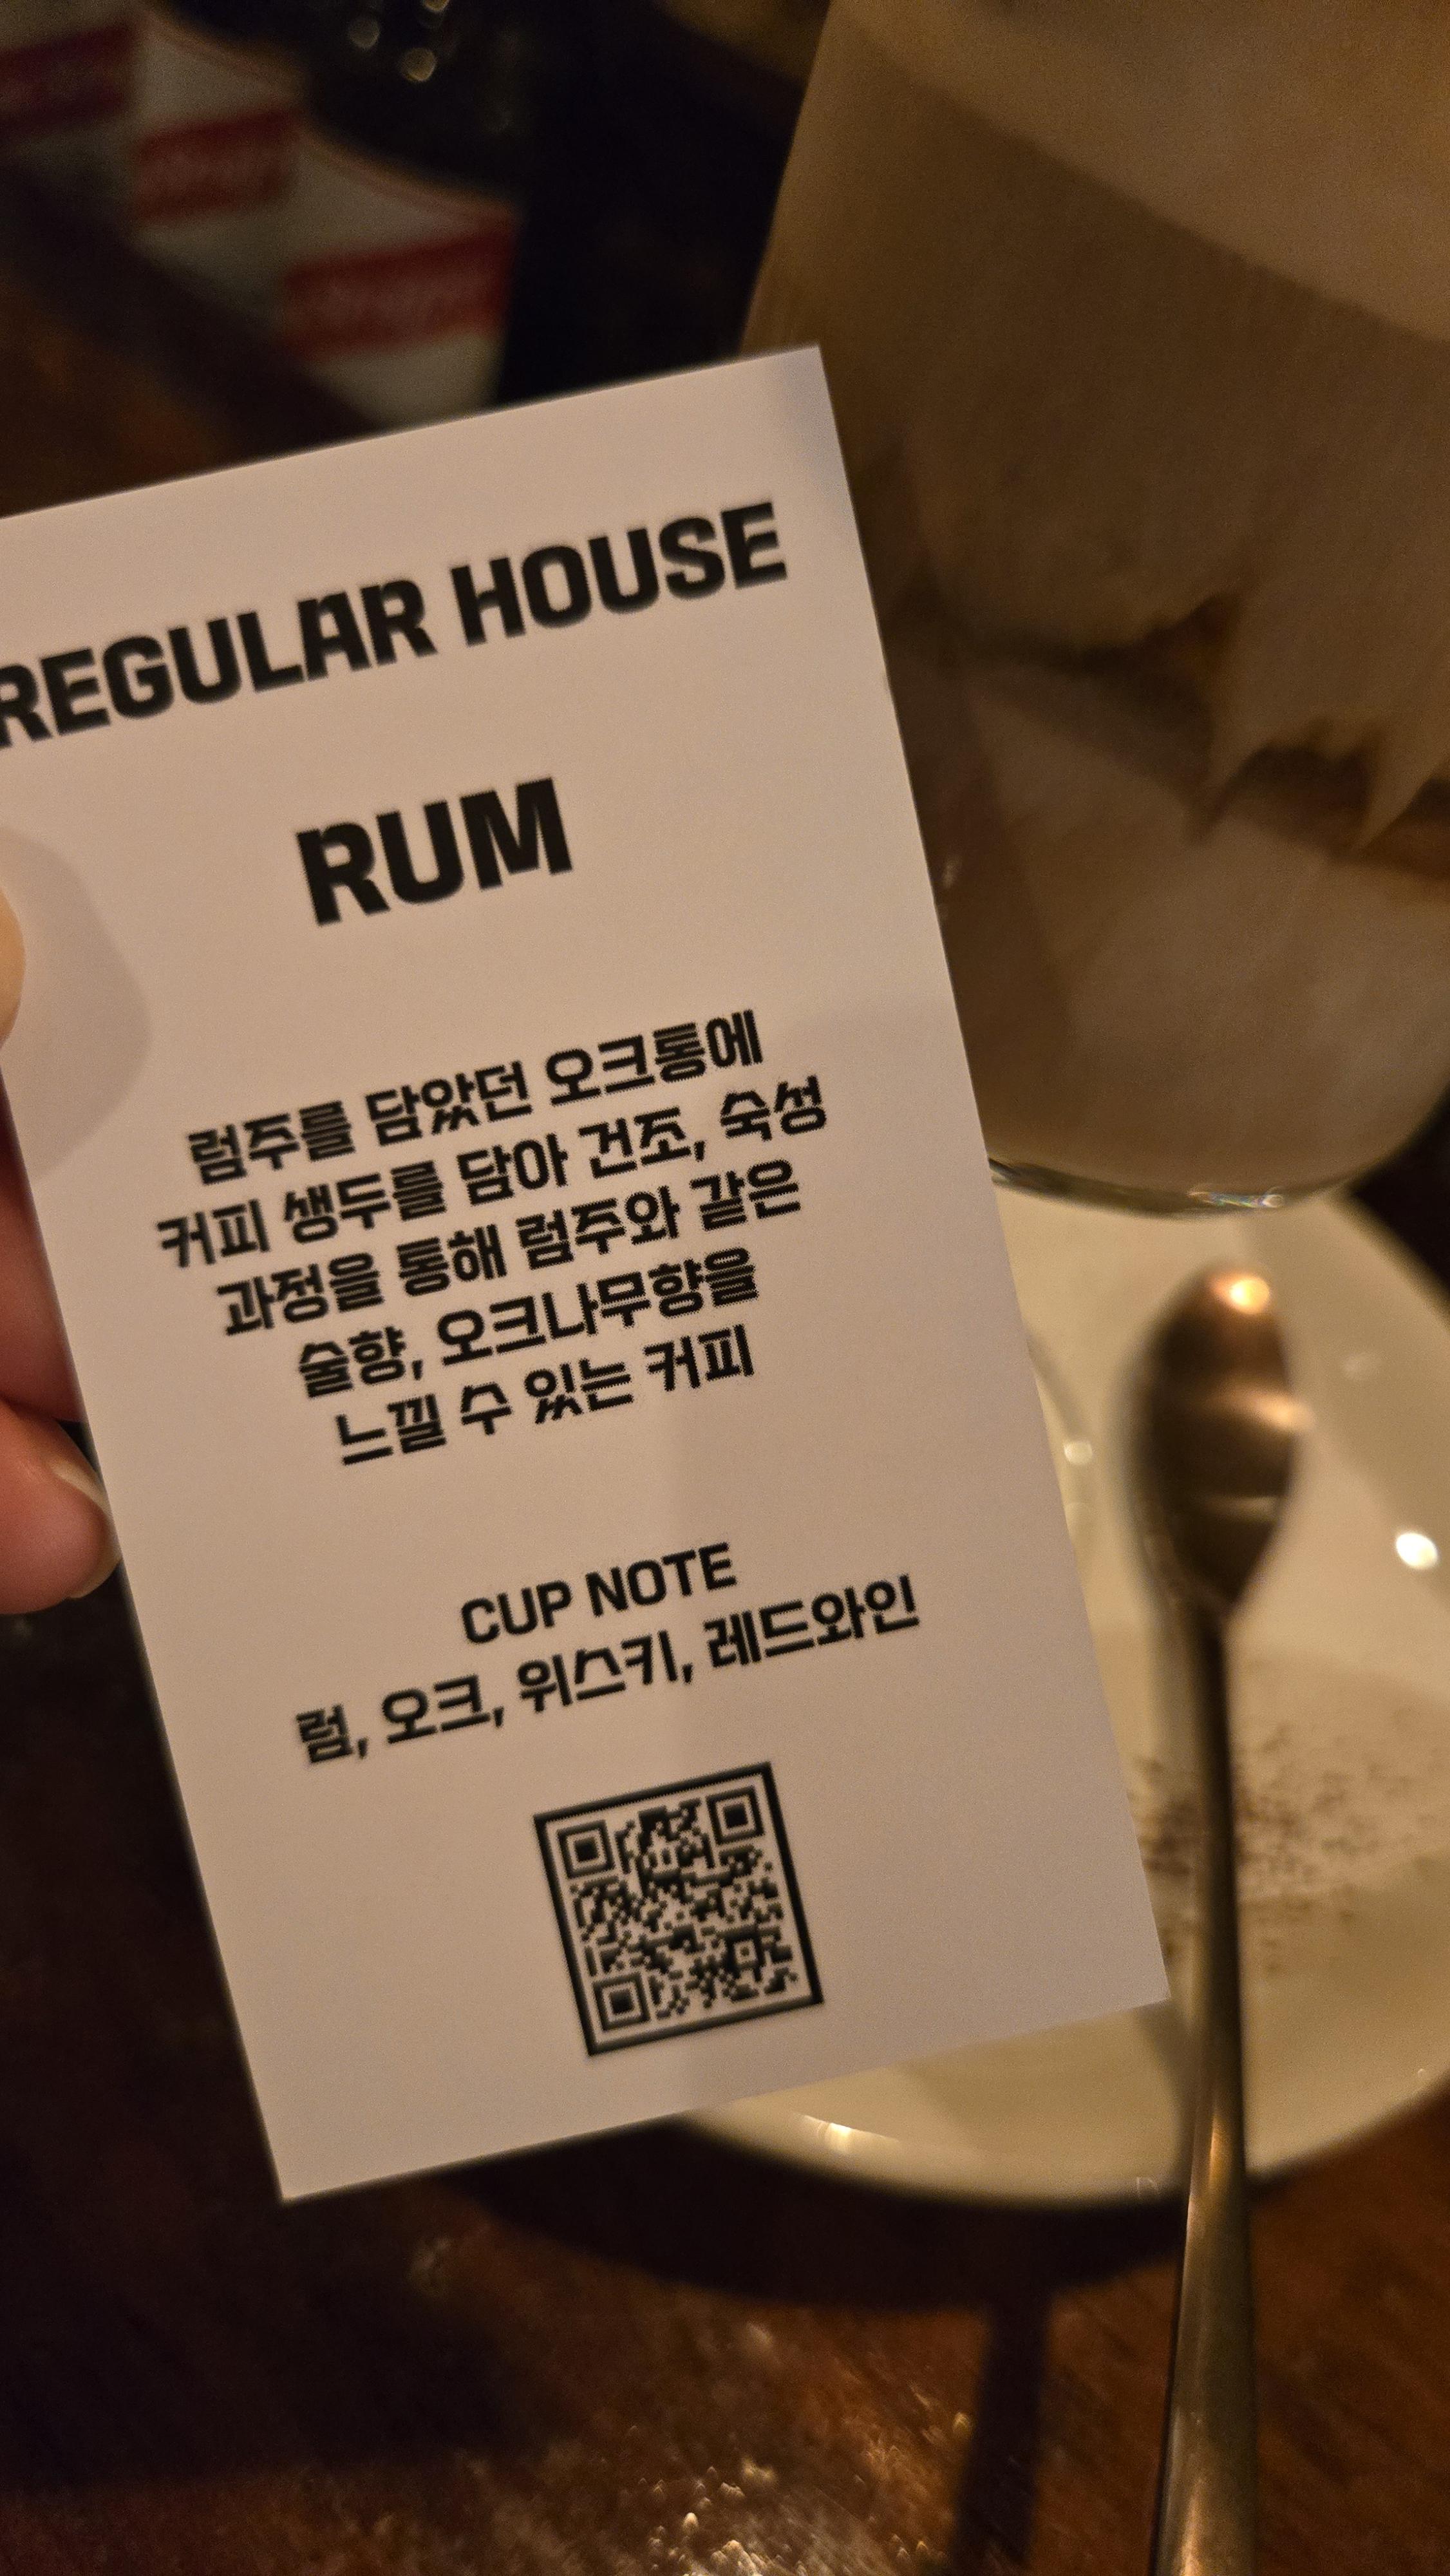 REGULAR HOUSE
RUM
럼주를 담았던 오크통에
커피 생두를 담아 건조, 숙성
과정을 통해 럼주와 같은
술향, 오크나무향을
느낄 수 있는 커피
CUP NOTE
럼, 오크, 위스키, 레드와인